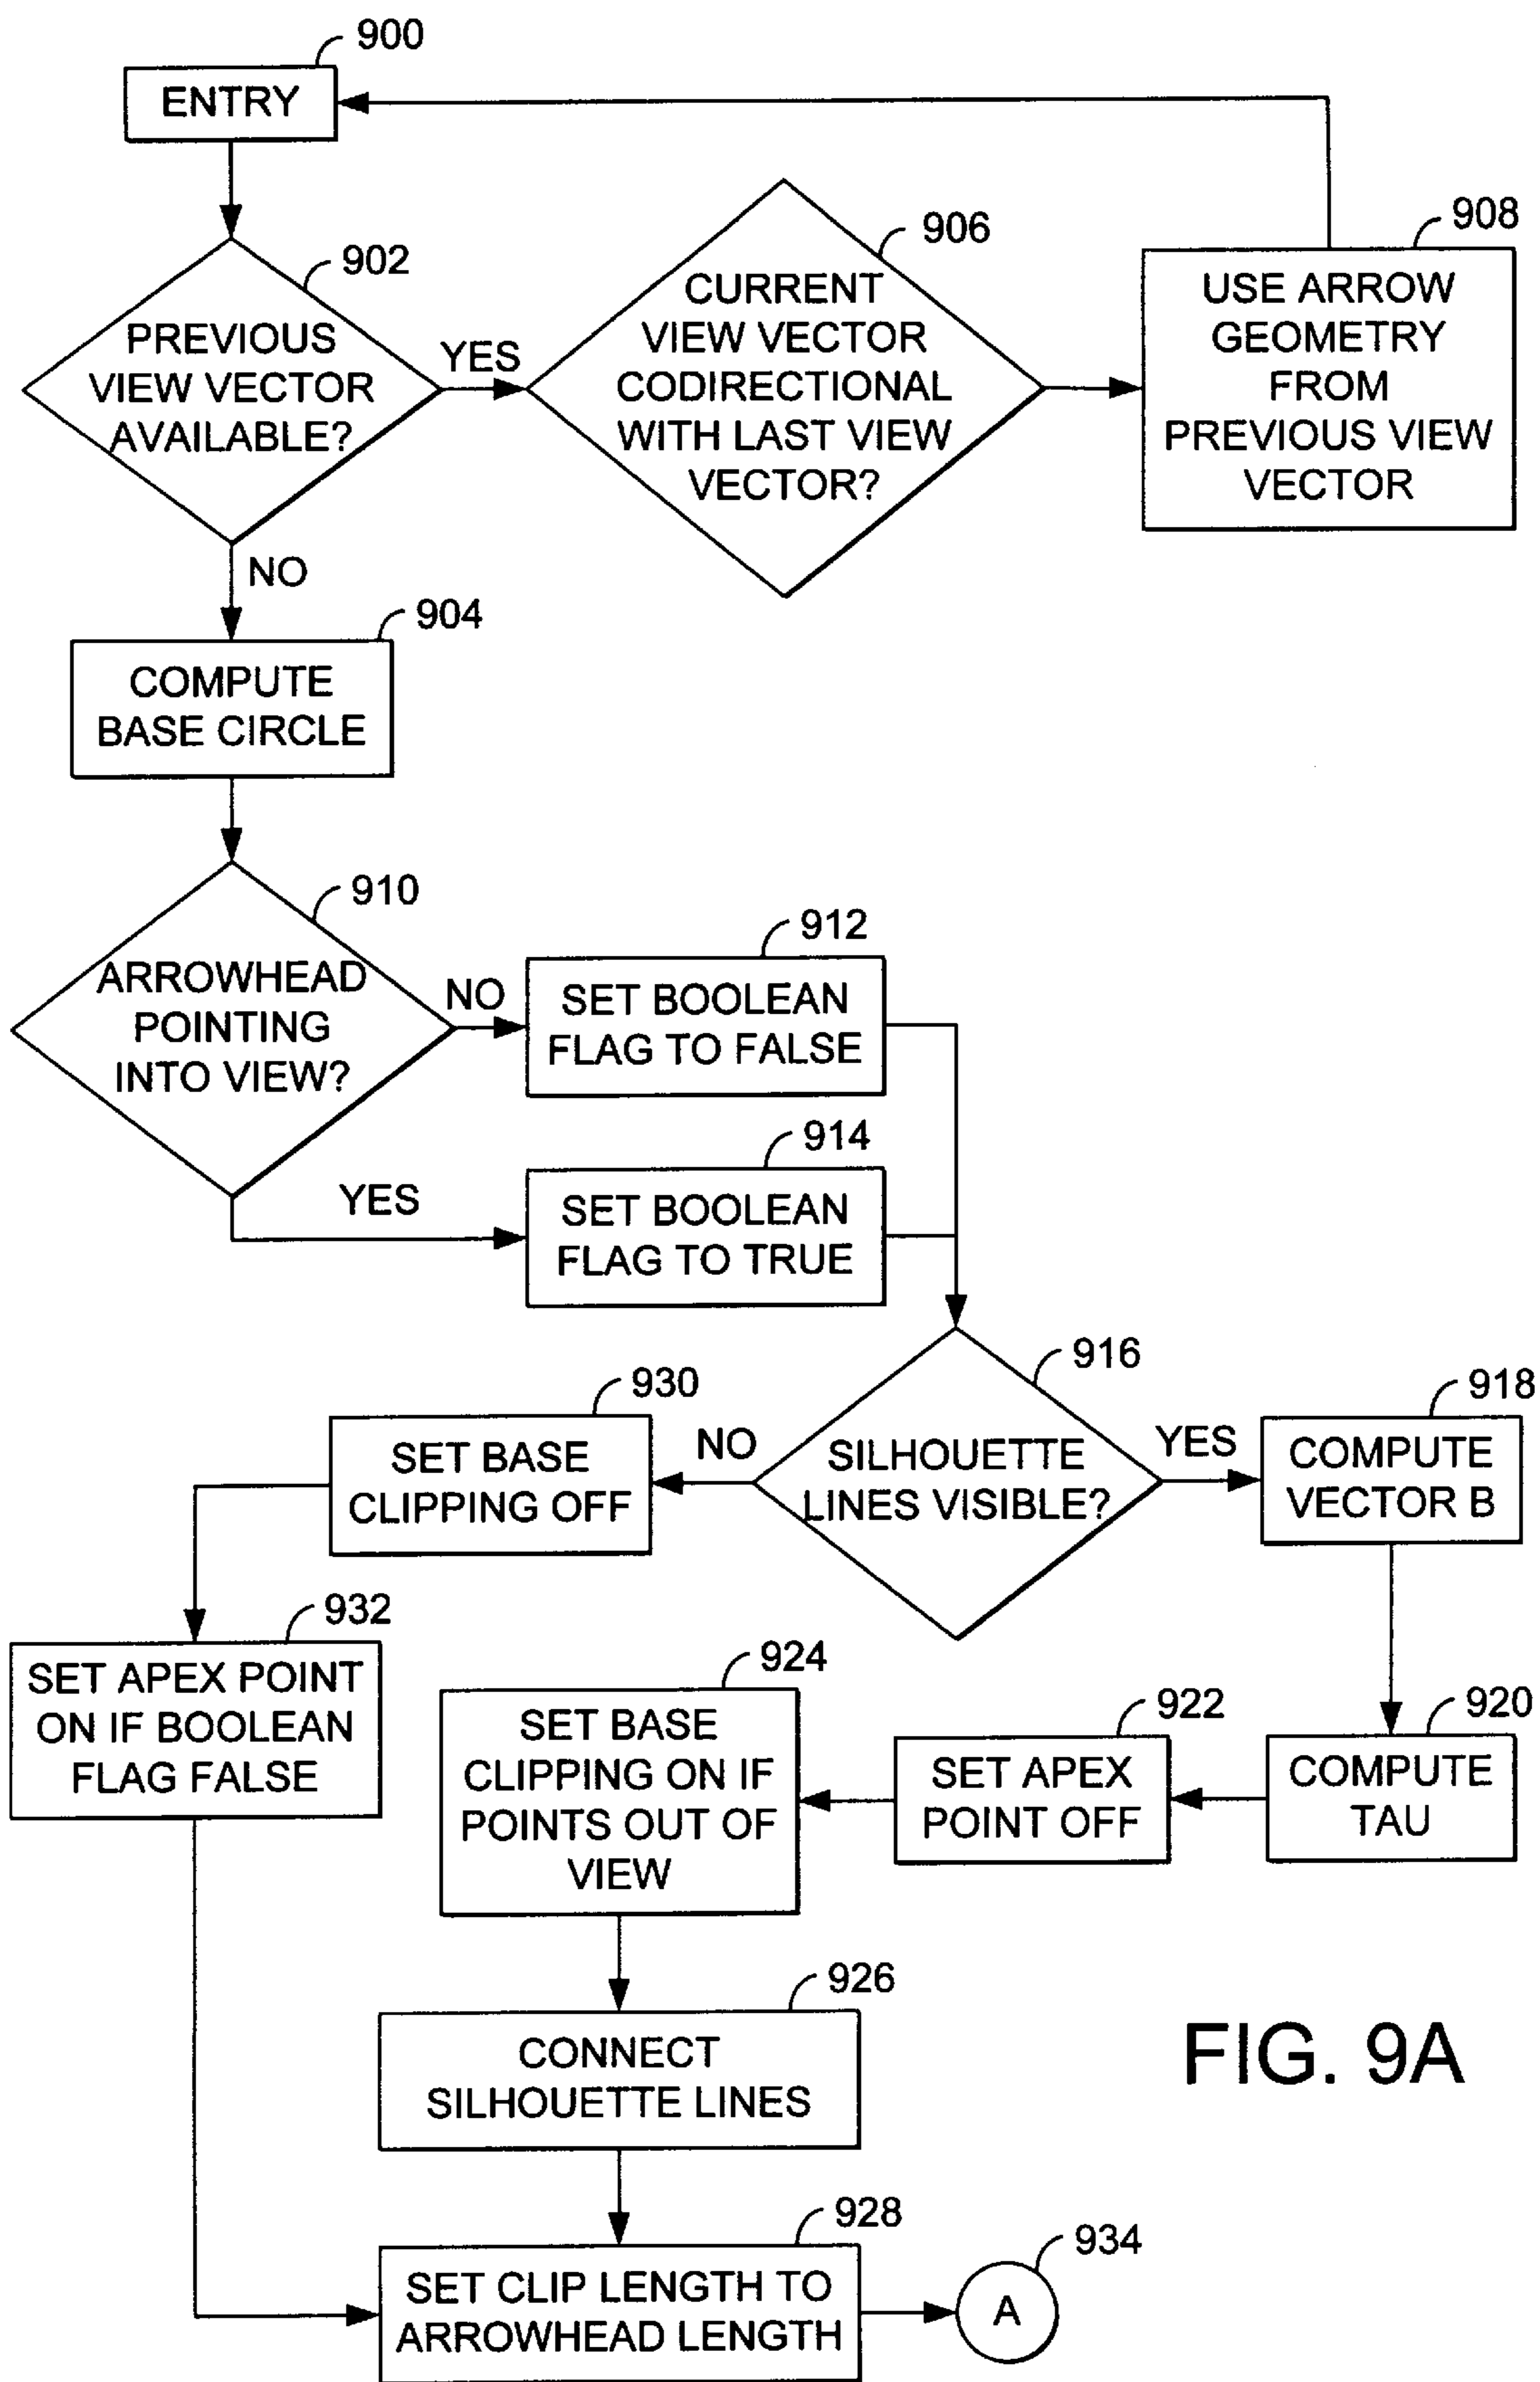 900
ENTRY
902
PREVIOUS
VIEW VECTOR
AVAILABLE?
YES
906
CURRENT
VIEW VECTOR
CODIRECTIONAL
WITH LAST VIEW
VECTOR?
908
USE ARROW
GEOMETRY
FROM
PREVIOUS VIEW
VECTOR
NO
904
COMPUTE
BASE CIRCLE
910
ARROWHEAD
POINTING
INTO VIEW?
NO
912
SET BOOLEAN
FLAG TO FALSE
YES
914
SET BOOLEAN
FLAG TO TRUE
916
SILHOUETTE
LINES VISIBLE?
YES
918
COMPUTE
VECTOR B
NO
930
SET BASE
CLIPPING OFF
932
SET APEX POINT
ON IF BOOLEAN
FLAG FALSE
920
COMPUTE
TAU
922
SET APEX
POINT OFF
924
SET BASE
CLIPPING ON IF
POINTS OUT OF
VIEW
926
CONNECT
SILHOUETTE LINES
928
SET CLIP LENGTH TO
ARROWHEAD LENGTH
934
A
FIG. 9A